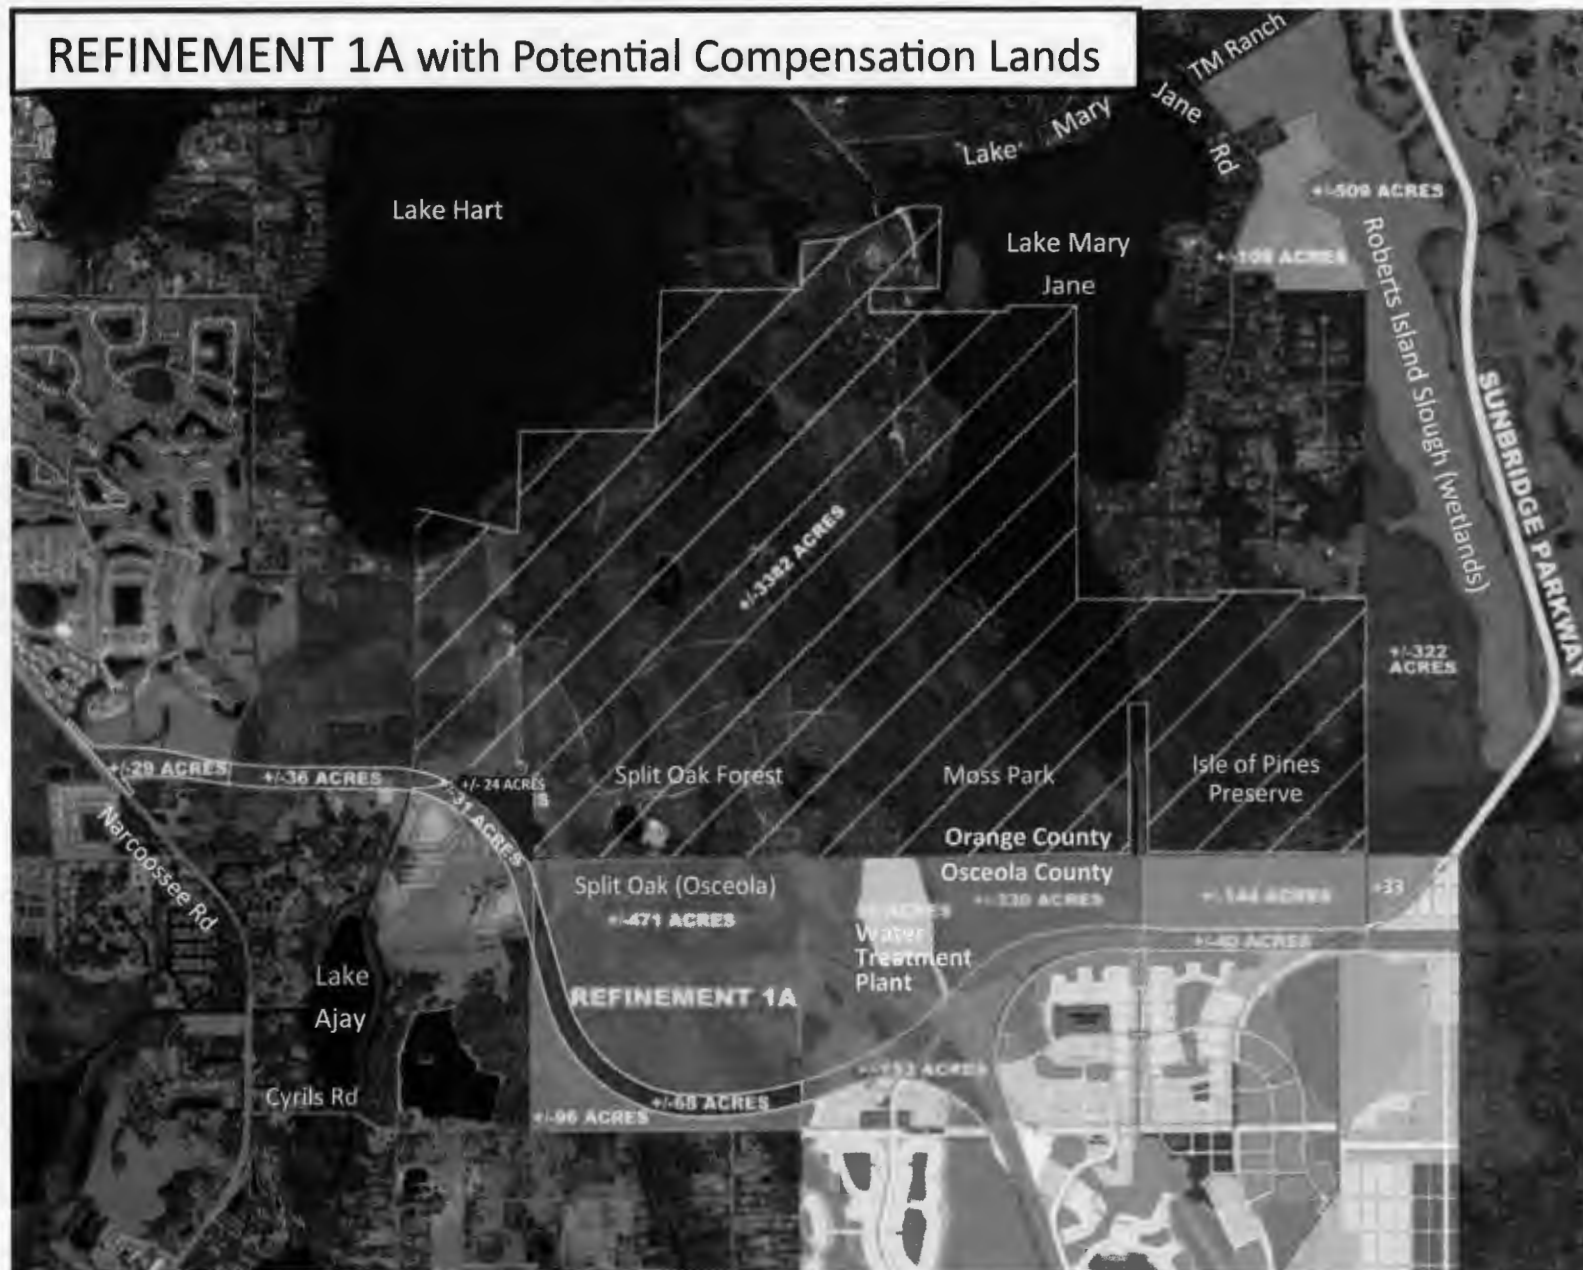 REFINEMENT 1A with Potential Compensation Lands
TM Ranch
Lake Mary Jane Rd
Lake Hart
+/-509 ACRES
Lake Mary
Jane
ACRES
Roberts Island Slough (wetlands)
SUNBRIDGE PARKWAY
+/-3382 ACRES
+/-322
ACRES
+/-29 ACRES
+/-36 ACRES
+/-31 ACRES
+/- 24 ACRES
Split Oak Forest
Moss Park
Isle of Pines
Preserve
Narcoossee Rd
Orange County
Osceola County
Split Oak (Osceola)
+/-471 ACRES
ACRES
+/-330 ACRES
+/-144 ACRES
+33
Water
Treatment
Plant
+/-40 ACRES
Lake
Ajay
REFINEMENT 1A
ACRES
Cyrils Rd
+/-96 ACRES
+/-68 ACRES